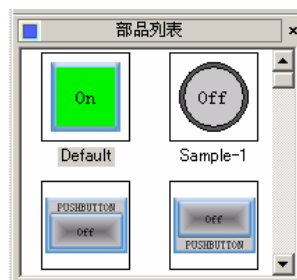 部品列表
On
Off
Default
Sample-1
PUSHBUTTON
Off
Off
PUSHBUTTON